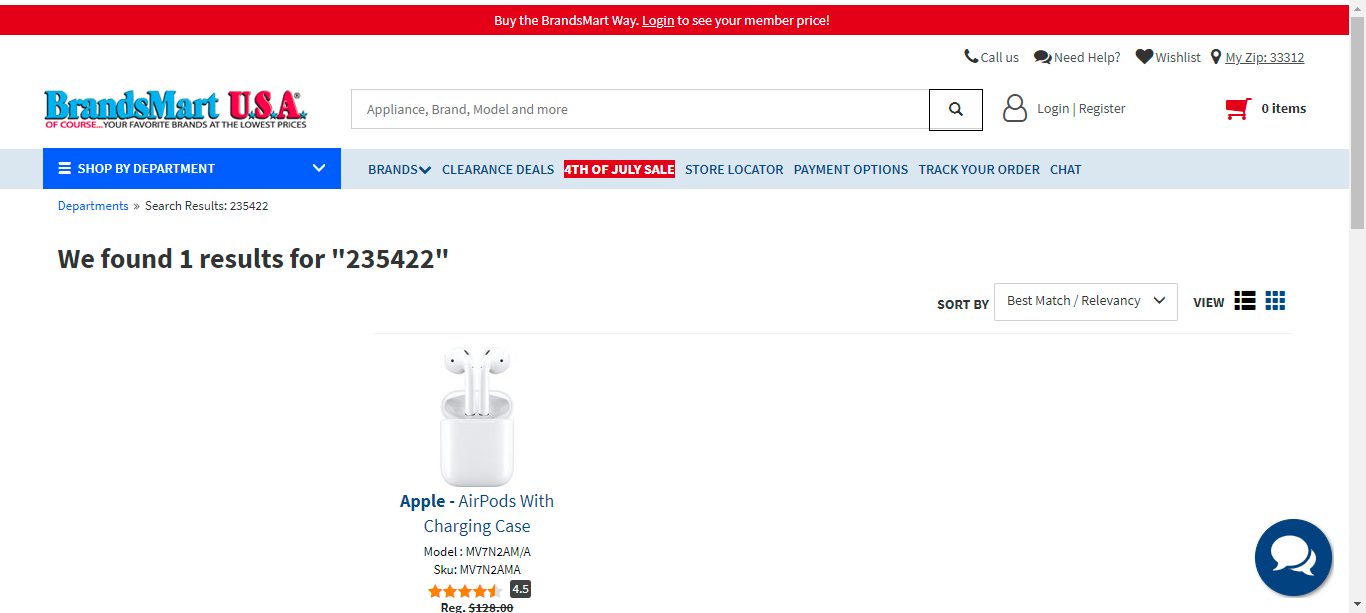 Buy the BrandsMart Way. Login to see your member price!
Call us Need Help? Wishlist My Zip: 33312
BrandsMart U.S.A.®
OF COURSE...YOUR FAVORITE BRANDS AT THE LOWEST PRICES
Appliance, Brand, Model and more
Login | Register
0 items
SHOP BY DEPARTMENT
BRANDS CLEARANCE DEALS 4TH OF JULY SALE STORE LOCATOR PAYMENT OPTIONS TRACK YOUR ORDER CHAT
Departments » Search Results: 235422
We found 1 results for "235422"
SORT BY Best Match / Relevancy VIEW
Apple - AirPods With
Charging Case
Model : MV7N2AM/A
Sku: MV7N2AMA
4.5
Reg. $128.00